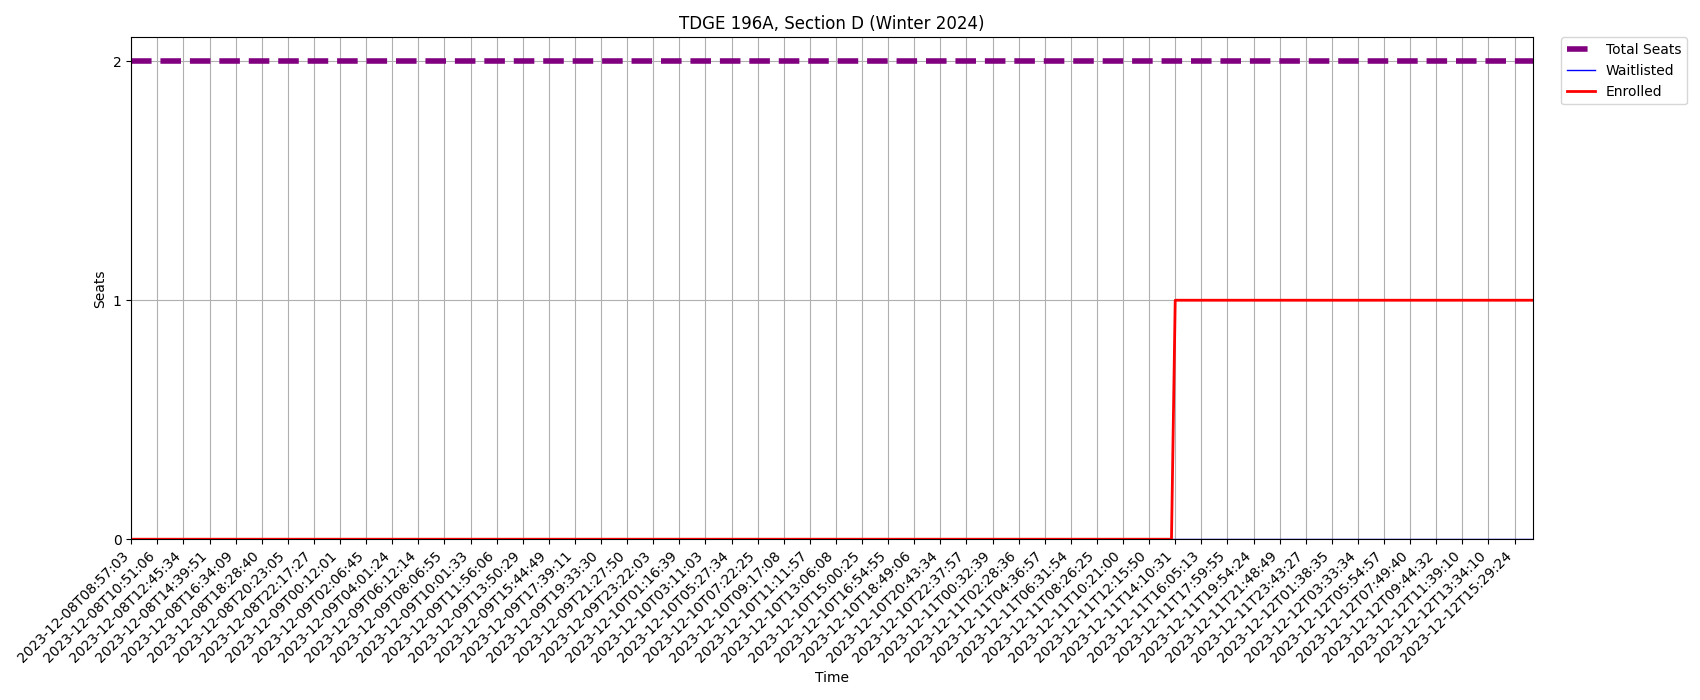 TDGE 196A, Section D (Winter 2024)
Total Seats
Waitlisted
Enrolled
Seats
2
1
0
2023-12-08T08:57:03
2023-12-08T10:51:06
2023-12-08T12:45:34
2023-12-08T14:39:51
2023-12-08T16:34:09
2023-12-08T18:28:40
2023-12-08T20:23:05
2023-12-08T22:17:27
2023-12-09T00:12:01
2023-12-09T02:06:45
2023-12-09T04:01:24
2023-12-09T06:12:14
2023-12-09T08:06:55
2023-12-09T10:01:33
2023-12-09T11:56:06
2023-12-09T13:50:29
2023-12-09T15:44:49
2023-12-09T17:39:11
2023-12-09T19:33:30
2023-12-09T21:27:50
2023-12-09T23:22:03
2023-12-10T01:16:39
2023-12-10T03:11:03
2023-12-10T05:27:34
2023-12-10T07:22:25
2023-12-10T09:17:08
2023-12-10T11:11:57
2023-12-10T13:06:08
2023-12-10T15:00:25
2023-12-10T16:54:55
2023-12-10T18:49:06
2023-12-10T20:43:34
2023-12-10T22:37:57
2023-12-11T00:32:39
2023-12-11T02:28:36
2023-12-11T04:36:57
2023-12-11T06:31:54
2023-12-11T08:26:25
2023-12-11T10:21:00
2023-12-11T12:15:50
2023-12-11T14:10:31
2023-12-11T16:05:13
2023-12-11T17:59:55
2023-12-11T19:54:24
2023-12-11T21:48:49
2023-12-11T23:43:27
2023-12-12T01:38:35
2023-12-12T03:33:34
2023-12-12T05:54:57
2023-12-12T07:49:40
2023-12-12T09:44:32
2023-12-12T11:39:10
2023-12-12T13:34:10
2023-12-12T15:29:24
Time